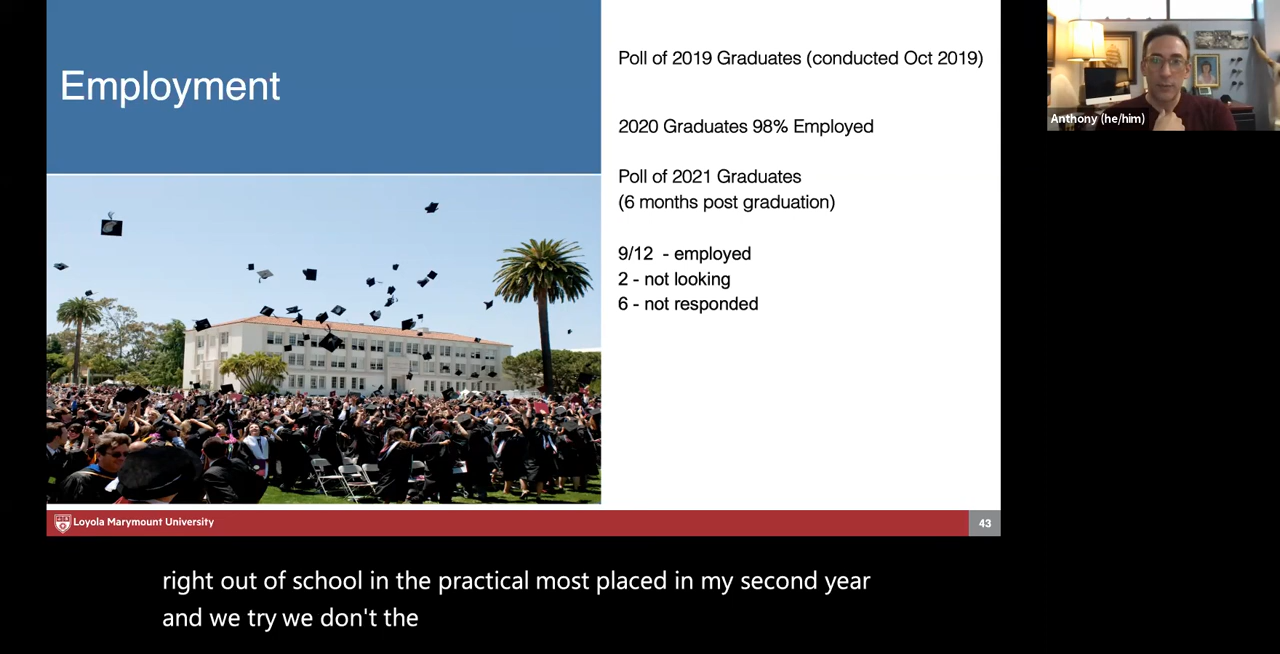 Employment
Poll of 2019 Graduates (conducted Oct 2019)
2020 Graduates 98% Employed
Poll of 2021 Graduates
(6 months post graduation)
9/12 - employed
2 - not looking
6 - not responded
Loyola Marymount University
43
Anthony (he/him)
right out of school in the practical most placed in my second year
and we try we don't the